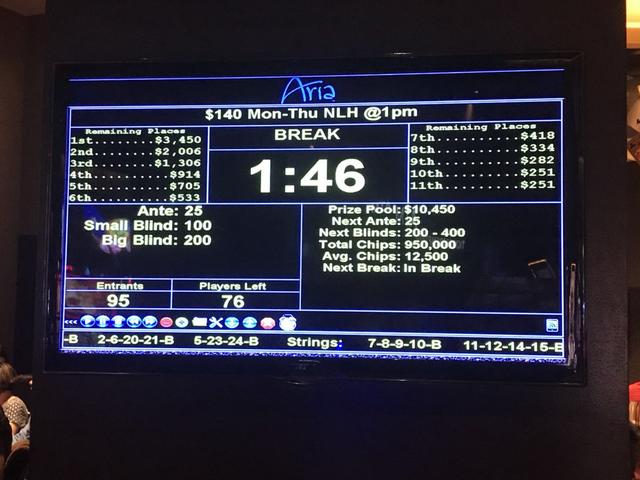 Aria
$140 Mon-Thu NLH @1pm
Remaining Places
1st.......$3,450
2nd.......$2,006
3rd.......$1,306
4th.........$914
5th.........$705
6th.........$533
BREAK
1:46
Remaining Places
7th.........$418
8th.........$334
9th.........$282
10th........$251
11th........$251
Ante: 25
Small Blind: 100
Big Blind: 200
Prize Pool: $10,450
Next Ante: 25
Next Blinds: 200 - 400
Total Chips: 950,000
Avg. Chips: 12,500
Next Break: In Break
Entrants
95
Players Left
76
<<<
-B 2-6-20-21-B 5-23-24-B Strings: 7-8-9-10-B 11-12-14-15-B